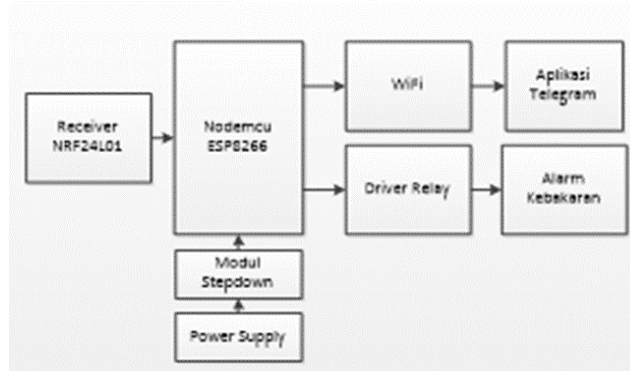 Receiver
NRF24L01
Nodemcu
ESP8266
WiFi
Aplikasi
Telegram
Driver Relay
Alarm
Kebakaran
Modul
Stepdown
Power Supply